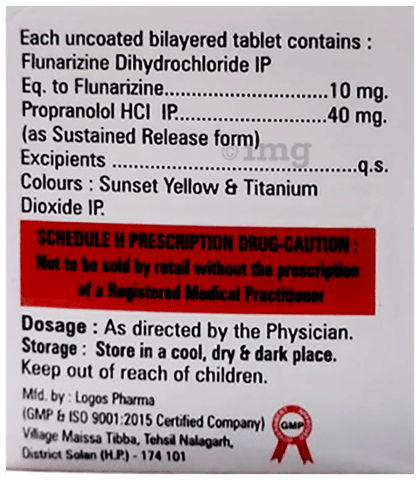 Each uncoated bilayered tablet contains :
Flunarizine Dihydrochloride IP
Eq. to Flunarizine............................10 mg.
Propranolol HCl IP..........................40 mg.
(as Sustained Release form)
Excipients .........................................q.s.
Colours : Sunset Yellow & Titanium
Dioxide IP.
SCHEDULE H PRESCRIPTION DRUG-CAUTION :
Not to be sold by retail without the prescription
of a Registered Medical Practitioner
Dosage : As directed by the Physician.
Storage : Store in a cool, dry & dark place.
Keep out of reach of children.
Mfd. by : Logos Pharma
(GMP & ISO 9001:2015 Certified Company)
Village Maissa Tibba, Tehsil Nalagarh,
District Solan (H.P.) - 174 101
GMP
© 1mg